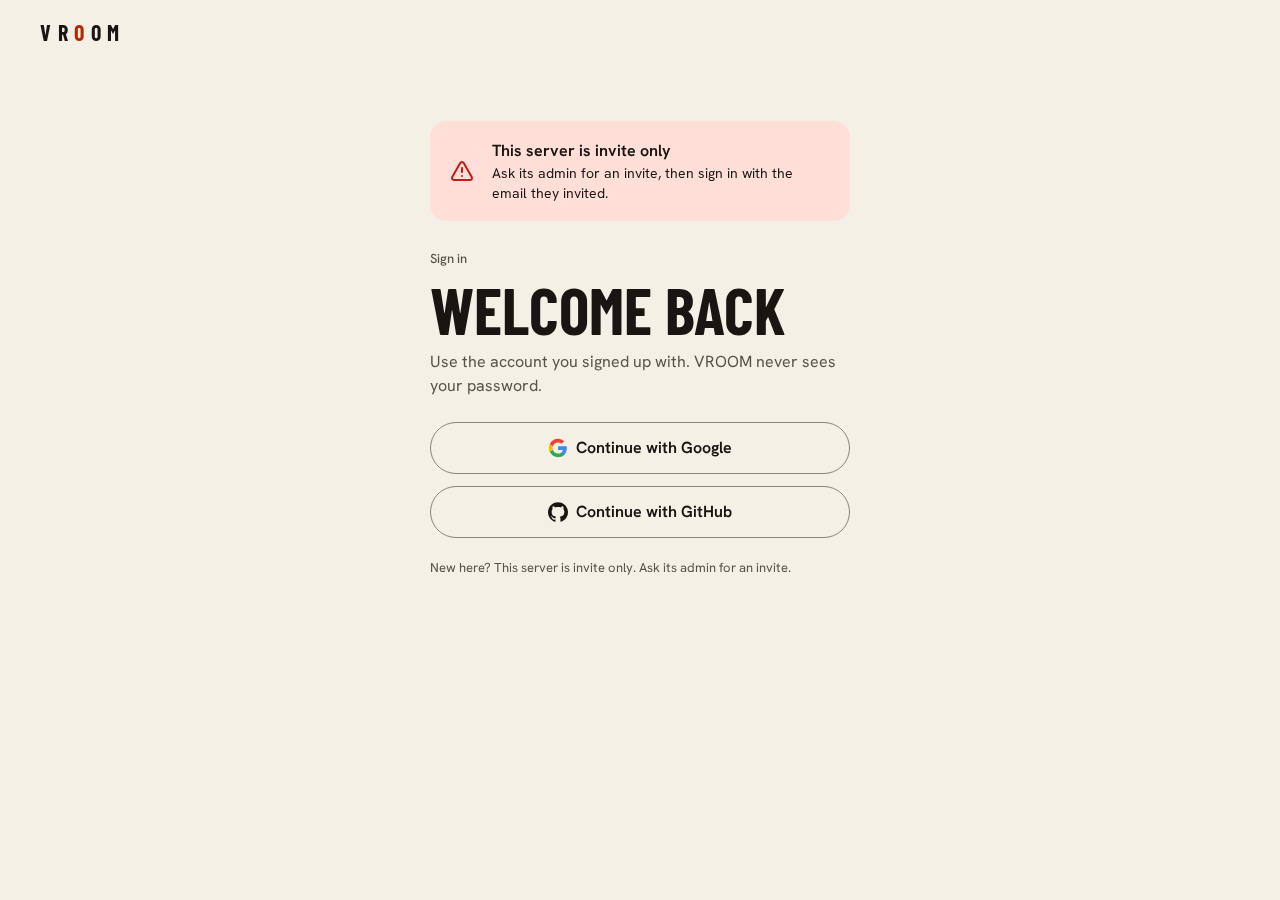 VROOM
This server is invite only
Ask its admin for an invite, then sign in with the
email they invited.
Sign in
WELCOME BACK
Use the account you signed up with. VROOM never sees
your password.
Continue with Google
Continue with GitHub
New here? This server is invite only. Ask its admin for an invite.